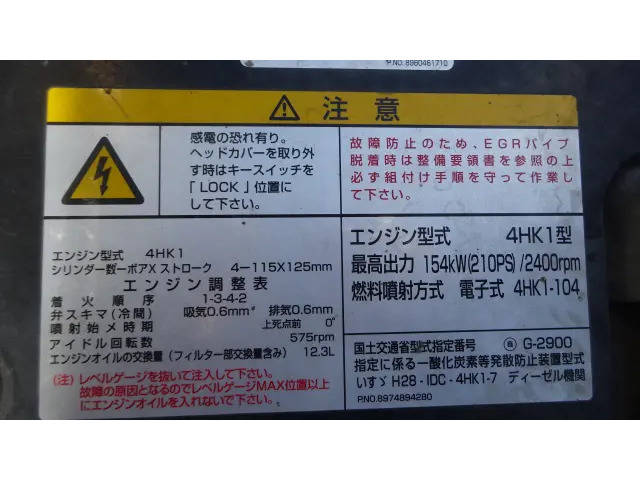 P.NO.8980461710
注意
感電の恐れ有り。
ヘッドカバーを取り外
す時はキースイッチを
「LOCK」位置に
して下さい。
故障防止のため、EGRパイプ
脱着時は整備要領書を参照の上
必ず組付け手順を守って作業し
て下さい。
エンジン型式 4HK1
シリンダー数ーボアX ストローク 4-115X125mm
エンジン調整表
着火順序 1-3-4-2
弁スキマ(冷間) 吸気0.6mm 排気0.6mm
噴射始め時期 上死点前 0°
アイドル回転数 575rpm
エンジンオイルの交換量(フィルター部交換量含み) 12.3L
(注)レベルゲージを抜いて注入して下さい。
故障の原因となるのでレベルゲージMAX位置以上
にエンジンオイルを入れないで下さい。
エンジン型式 4HK1型
最高出力 154kW(210PS)/2400rpm
燃料噴射方式 電子式 4HK1-104
国土交通省型式指定番号 G-2900
指定に係る一酸化炭素等発散防止装置型式
いすゞ H28-IDC-4HK1-7 ディーゼル機関
P.NO.8974894280